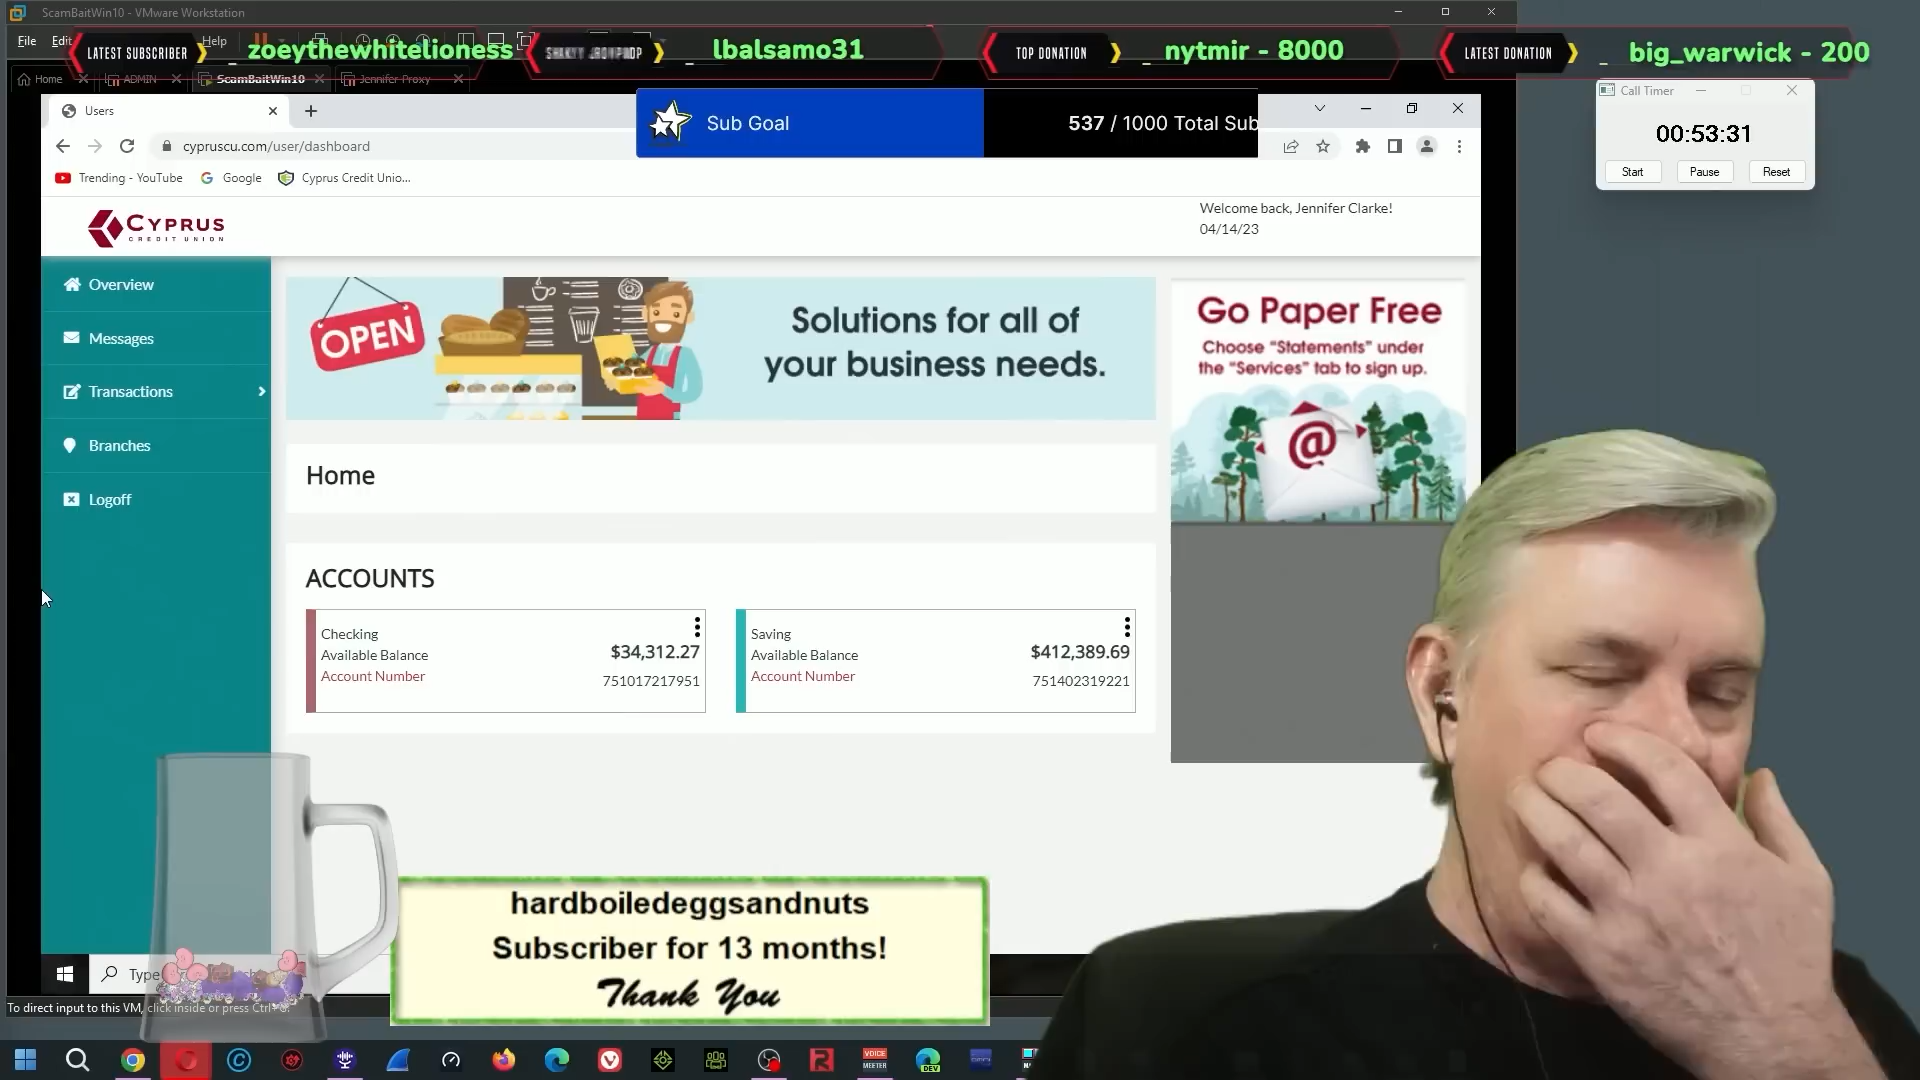 ScamBaitWin10 - VMware Workstation
File Edit Help
LATEST SUBSCRIBER zoeythewhitelioness
lbalsamo31
TOP DONATION nytmir - 8000
LATEST DONATION big_warwick - 200
Home ADMIN ScamBaitWin10 Jennifer Proxy
Call Timer
00:53:31
Start Pause Reset
Users
Sub Goal 537 / 1000 Total Sub
cypruscu.com/user/dashboard
Trending - YouTube Google Cyprus Credit Unio...
CYPRUS
CREDIT UNION
Welcome back, Jennifer Clarke!
04/14/23
Overview
Messages
Transactions
Branches
Logoff
OPEN
Solutions for all of
your business needs.
Go Paper Free
Choose "Statements" under
the "Services" tab to sign up.
@
Home
ACCOUNTS
Checking
Available Balance $34,312.27
Account Number 751017217951
Saving
Available Balance $412,389.69
Account Number 751402319221
hardboiledeggsandnuts
Subscriber for 13 months!
Thank You
Type
To direct input to this VM, click inside or press Ctrl+G.
VOICE
MEETER
DEV